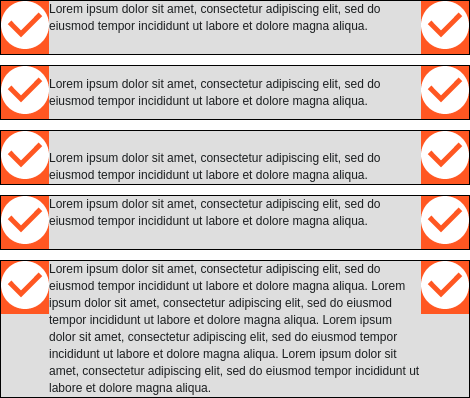 Lorem ipsum dolor sit amet, consectetur adipiscing elit, sed do
eiusmod tempor incididunt ut labore et dolore magna aliqua.
Lorem ipsum dolor sit amet, consectetur adipiscing elit, sed do
eiusmod tempor incididunt ut labore et dolore magna aliqua.
Lorem ipsum dolor sit amet, consectetur adipiscing elit, sed do
eiusmod tempor incididunt ut labore et dolore magna aliqua.
Lorem ipsum dolor sit amet, consectetur adipiscing elit, sed do
eiusmod tempor incididunt ut labore et dolore magna aliqua.
Lorem ipsum dolor sit amet, consectetur adipiscing elit, sed do
eiusmod tempor incididunt ut labore et dolore magna aliqua. Lorem
ipsum dolor sit amet, consectetur adipiscing elit, sed do eiusmod
tempor incididunt ut labore et dolore magna aliqua. Lorem ipsum
dolor sit amet, consectetur adipiscing elit, sed do eiusmod tempor
incididunt ut labore et dolore magna aliqua. Lorem ipsum dolor sit
amet, consectetur adipiscing elit, sed do eiusmod tempor incididunt ut
labore et dolore magna aliqua.